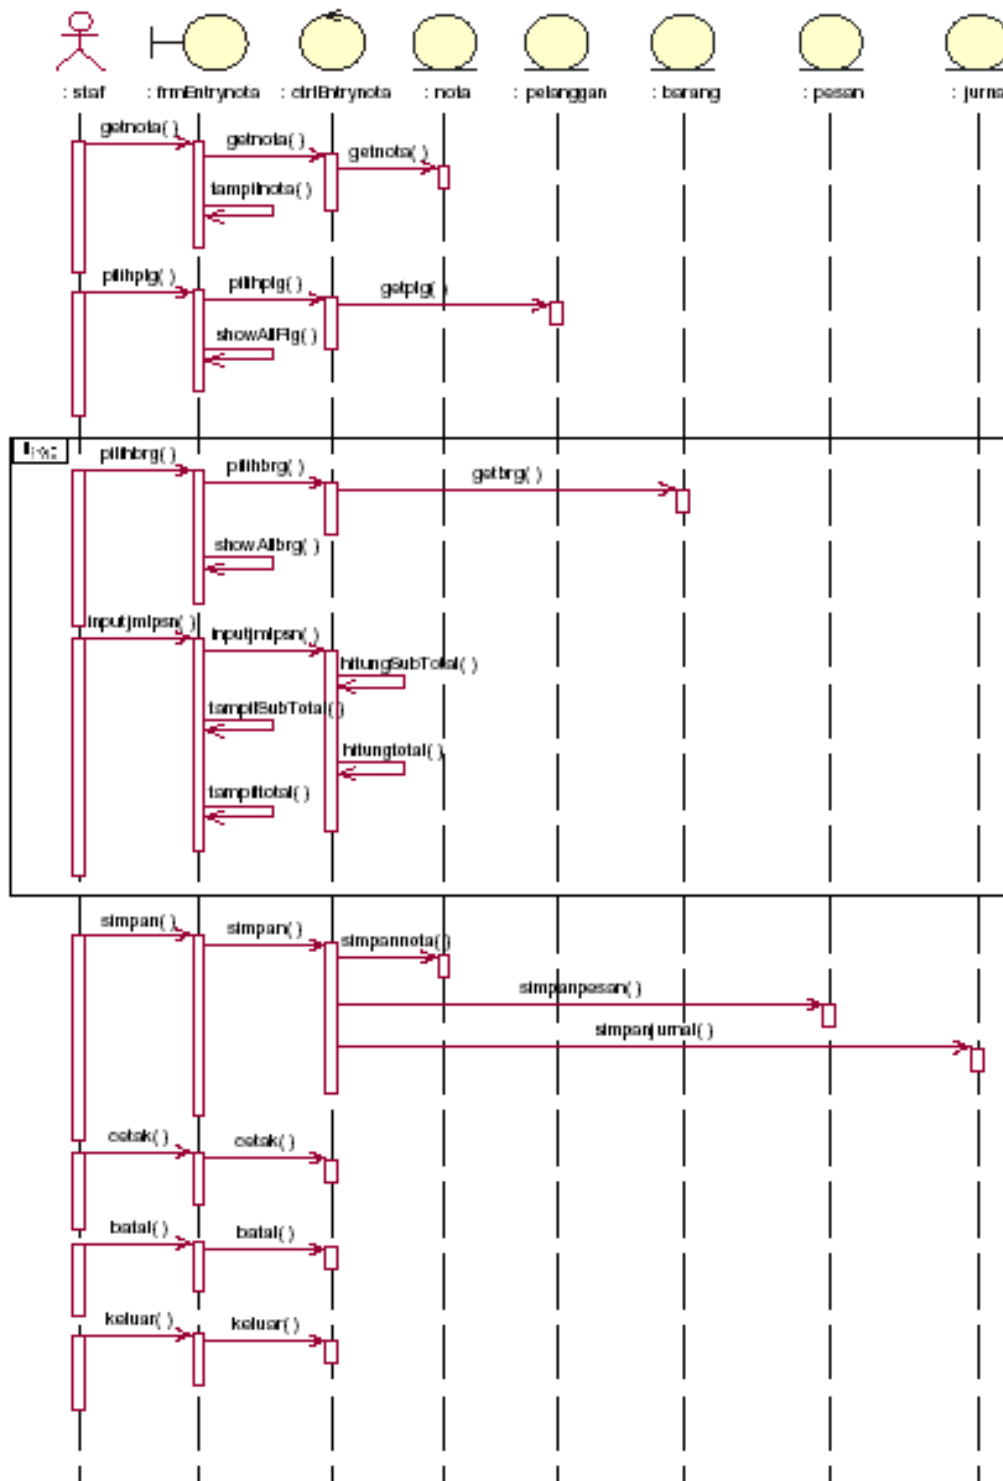 : staf
: frmEntrynota
: ctrlEntrynota
: nota
: pelanggan
: barang
: pesan
: jurna
getnota( )
getnota( )
getnota( )
tampilnota( )
pilihplg( )
pilihplg( )
getplg( )
showAllPlg( )
pilihbrg( )
pilihbrg( )
getbrg( )
showAllbrg( )
inputjmlpsn( )
inputjmlpsn( )
hitungSubTotal( )
tampilSubTotal( )
hitungtotal( )
tampiltotal( )
simpan( )
simpan( )
simpannota( )
simpanpesan( )
simpanjurnal( )
cetak( )
cetak( )
batal( )
batal( )
keluar( )
keluar( )